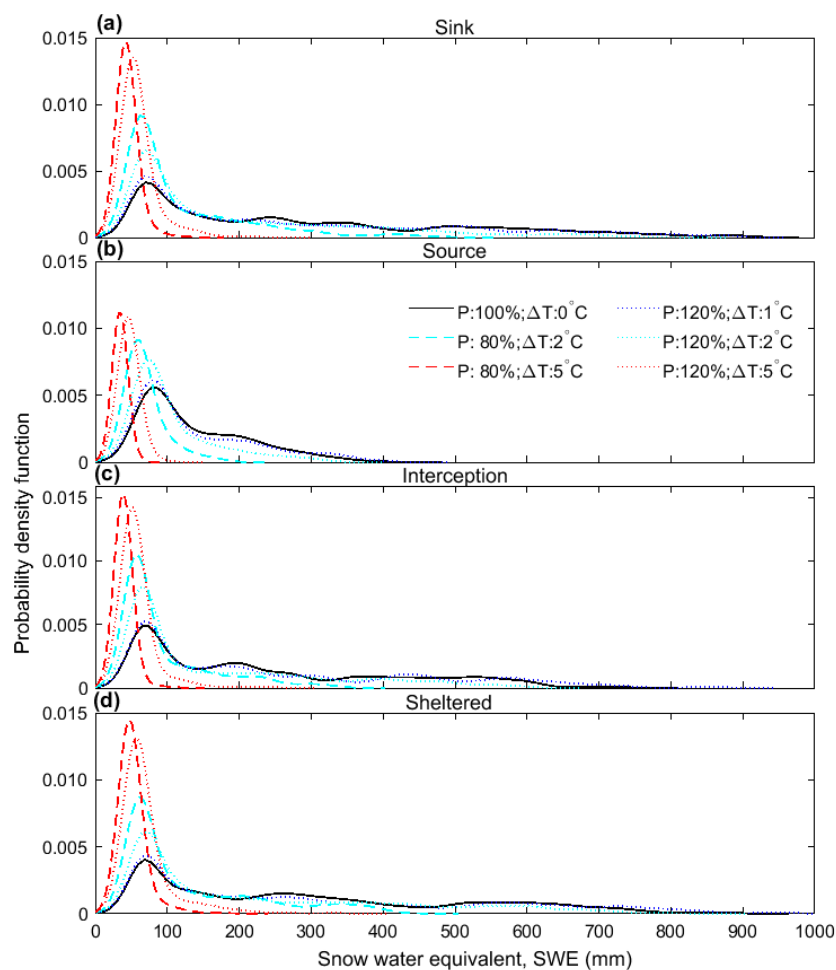 (a)
Sink
0.015
0.010
0.005
0
(b)
Source
0.015
P:100%;ΔT:0°C
P:120%;ΔT:1°C
P: 80%;ΔT:2°C
P:120%;ΔT:2°C
P: 80%;ΔT:5°C
P:120%;ΔT:5°C
0.010
0.005
0
(c)
Interception
0.015
0.010
0.005
0
(d)
Sheltered
0.015
0.010
0.005
0
0 100 200 300 400 500 600 700 800 900 1000
Snow water equivalent, SWE (mm)
Probability density function